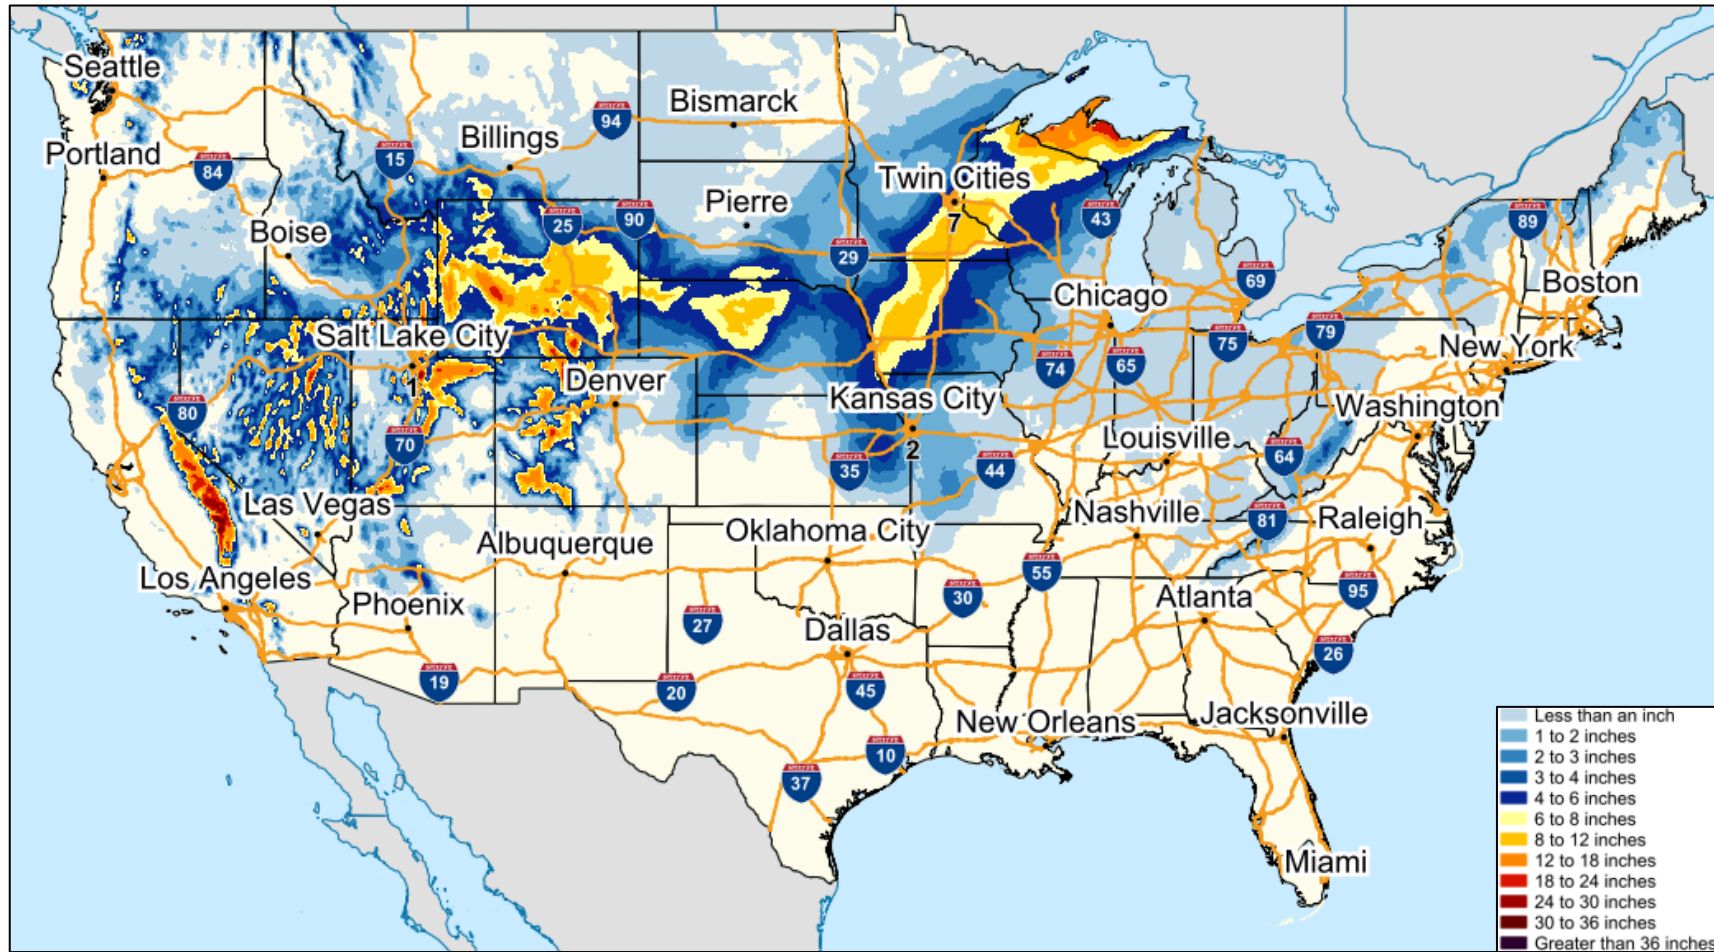 Seattle
Bismarck
94
Billings
Portland
15
84
Twin Cities
Pierre
7
43
25
90
89
Boise
29
69
Boston
Chicago
Salt Lake City
79
75
New York
74
65
1
Denver
80
Kansas City
Washington
70
2
Louisville
64
35
44
Las Vegas
Nashville
81
Raleigh
Oklahoma City
Albuquerque
Los Angeles
55
Phoenix
30
95
Atlanta
27
Dallas
26
19
20
45
New Orleans
Jacksonville
10
37
Miami
Less than an inch
1 to 2 inches
2 to 3 inches
3 to 4 inches
4 to 6 inches
6 to 8 inches
8 to 12 inches
12 to 18 inches
18 to 24 inches
24 to 30 inches
30 to 36 inches
Greater than 36 inches